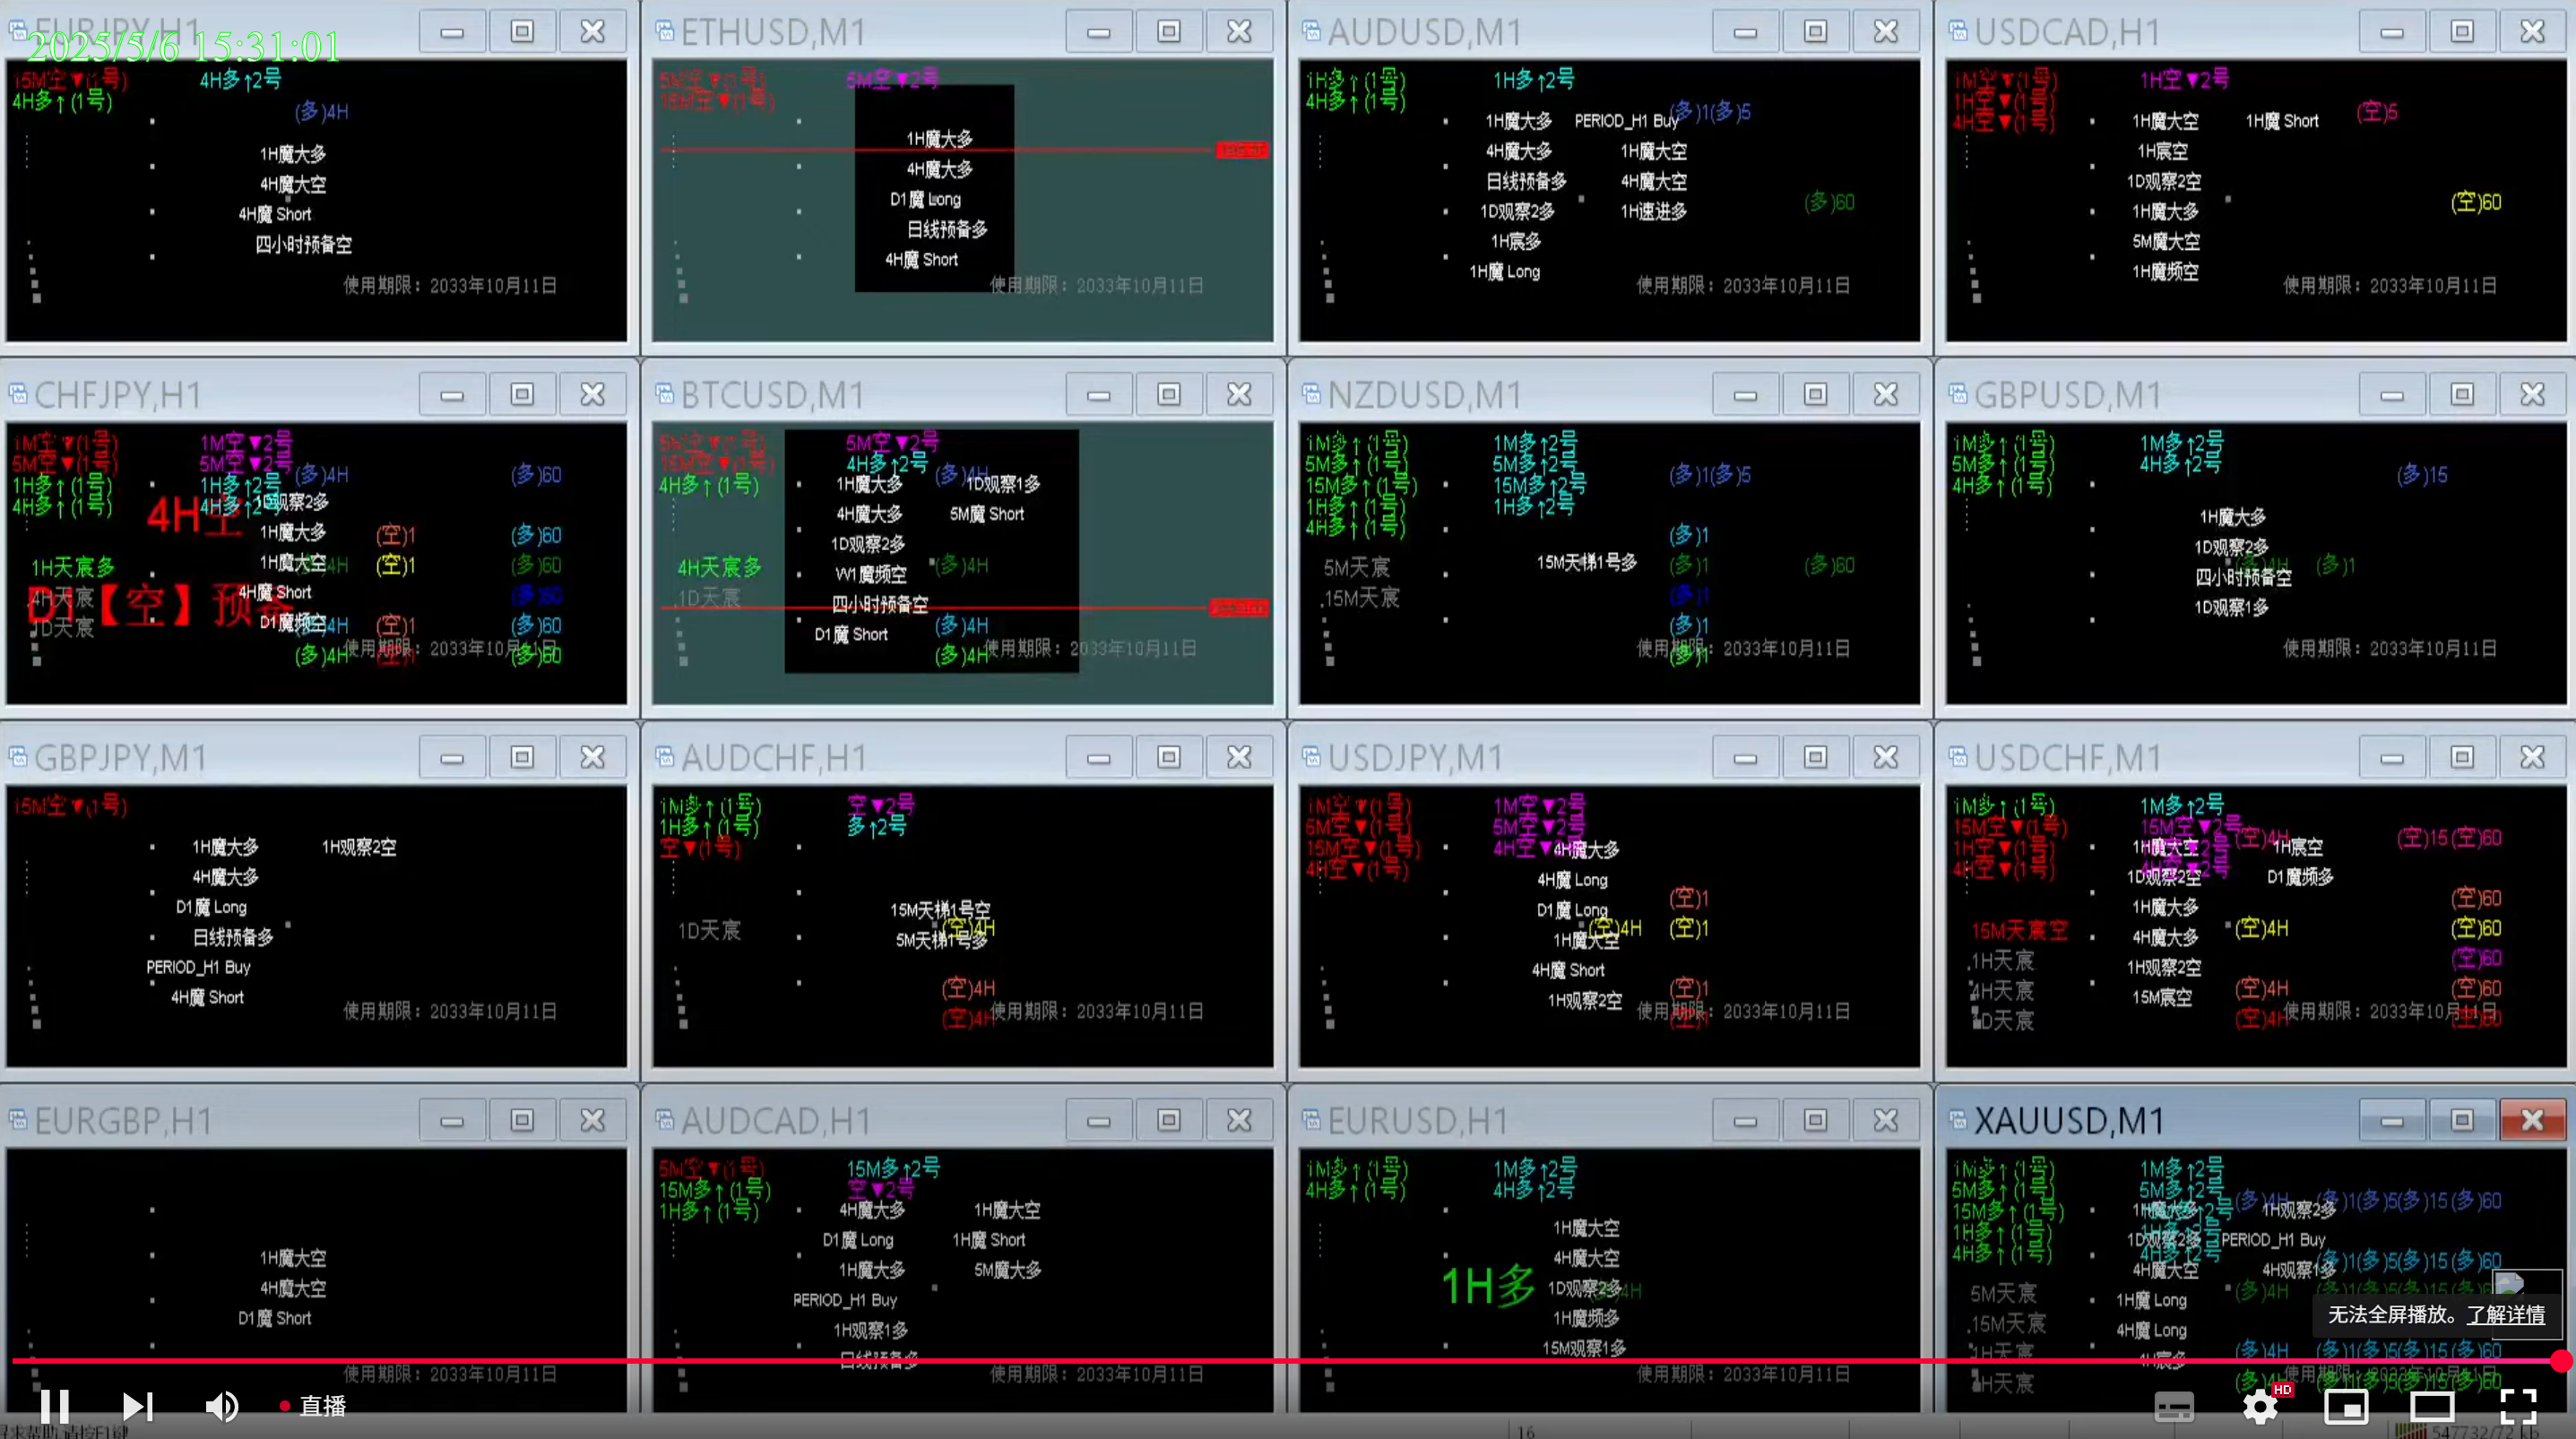 EURJPY,H1
2025/5/6 15:31:01
15M空▼(1号) 4H多↑2号
4H多↑(1号)
(多)4H
1H魔大多
4H魔大空
4H魔 Short
四小时预备空
使用期限：2033年10月11日
ETHUSD,M1
5M空▼(1号) 5M空▼2号
15M空▼(1号)
1H魔大多
4H魔大多
D1魔 Long
日线预备多
4H魔 Short
使用期限：2033年10月11日
AUDUSD,M1
1H多↑(1号) 1H多↑2号
4H多↑(1号)
(多)1(多)5
1H魔大多 PERIOD_H1 Buy
4H魔大多 1H魔大空
日线预备多 4H魔大空
1D观察2多 1H速进多 (多)60
1H宸多
1H魔 Long
使用期限：2033年10月11日
USDCAD,H1
1M空▼(1号) 1H空▼2号
1H空▼(1号)
4H空▼(1号)
1H魔大空 1H魔 Short (空)5
1H宸空
1D观察2空
1H魔大多 (空)60
5M魔大空
1H魔频空
使用期限：2033年10月11日
CHFJPY,H1
1M空▼(1号) 1M空▼2号
5M空▼(1号) 5M空▼2号
1H多↑(1号) 1H多↑2号 (多)4H (多)60
4H多↑(1号) 4H多↑2号
4H空
1D观察2多
1H魔大多 (空)1 (多)60
1H天宸多 1H魔大空 4H (空)1 (多)60
4H天宸 4H魔 Short (多)60
D1【空】预备
1D天宸 D1魔频空 4H (空)1 (多)60
(多)4H (多)60
使用期限：2033年10月11日
BTCUSD,M1
5M空▼(1号) 5M空▼2号
15M空▼(1号) 4H多↑2号
4H多↑(1号) (多)4H
1H魔大多 1D观察1多
4H魔大多 5M魔 Short
1D观察2多
4H天宸多 W1魔频空 (多)4H
1D天宸 四小时预备空
D1魔 Short (多)4H
(多)4H
使用期限：2033年10月11日
NZDUSD,M1
1M多↑(1号) 1M多↑2号
5M多↑(1号) 5M多↑2号
15M多↑(1号) 15M多↑2号 (多)1(多)5
1H多↑(1号) 1H多↑2号
4H多↑(1号)
(多)1
5M天宸 15M天梯1号多 (多)1 (多)60
15M天宸 (多)1
(多)1
(多)1
使用期限：2033年10月11日
GBPUSD,M1
1M多↑(1号) 1M多↑2号
5M多↑(1号) 4H多↑2号
4H多↑(1号) (多)15
1H魔大多
1D观察2多
四小时预备空 (多)4H (多)1
1D观察1多
使用期限：2033年10月11日
GBPJPY,M1
15M空▼(1号)
1H魔大多 1H观察2空
4H魔大多
D1魔 Long
日线预备多
PERIOD_H1 Buy
4H魔 Short
使用期限：2033年10月11日
AUDCHF,H1
1M多↑(1号) 空▼2号
1H多↑(1号) 多↑2号
空▼(1号)
15M天梯1号空
1D天宸 (空)4H
5M天梯1号多
(空)4H
(空)4H
使用期限：2033年10月11日
USDJPY,M1
1M空▼(1号) 1M空▼2号
5M空▼(1号) 5M空▼2号
15M空▼(1号) 4H空▼2号 4H魔大多
4H空▼(1号)
4H魔 Long
D1魔 Long (空)1
(空)4H (空)1
1H魔大空
4H魔 Short
1H观察2空 (空)1
使用期限：2033年10月11日
USDCHF,M1
1M多↑(1号) 1M多↑2号
15M空▼(1号) 15M空▼2号 (空)4H (空)15(空)60
1H空▼(1号) 1H魔大空 1H宸空
4H空▼(1号) 4H空▼2号
1D观察2空 D1魔频多
1H魔大多 (空)60
15M天宸空 4H魔大多 (空)4H (空)60
1H天宸 1H观察2空 (空)60
4H天宸 15M宸空 (空)4H (空)60
1D天宸 (空)4H (空)60
使用期限：2033年10月11日
EURGBP,H1
1H魔大空
4H魔大空
D1魔 Short
使用期限：2033年10月11日
AUDCAD,H1
5M空▼(1号) 15M多↑2号
15M多↑(1号) 空▼2号
1H多↑(1号) 4H魔大多 1H魔大空
D1魔 Long 1H魔 Short
1H魔大多 5M魔大多
PERIOD_H1 Buy
1H观察1多
日线预备多
使用期限：2033年10月11日
EURUSD,H1
1M多↑(1号) 1M多↑2号
4H多↑(1号) 4H多↑2号
1H魔大空
4H魔大空
1H多 1D观察2多 4H
1H魔频多
15M观察1多
使用期限：2033年10月11日
XAUUSD,M1
1M多↑(1号) 1M多↑2号
5M多↑(1号) 5M多↑2号 (多)4H (多)1(多)5(多)15(多)60
15M多↑(1号) 1H魔大多 1H观察2多
1H多↑(1号) 1H多↑2号
1D观察2多 PERIOD_H1 Buy
4H多↑(1号) 4H多↑2号 (多)1(多)5(多)15(多)60
4H魔大空 4H观察1多
5M天宸 1H魔 Long (多)4H
15M天宸 4H魔 Long
1H天宸 (多)4H (多)1(多)5(多)15(多)60
4H天宸
无法全屏播放。了解详情
直播
HD
16
547732/72 kb